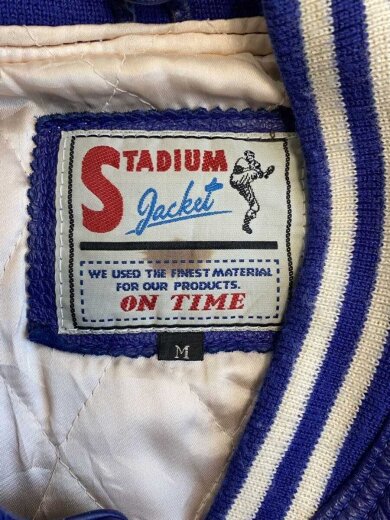 STADIUM
Jacket
WE USED THE FINEST MATERIAL
FOR OUR PRODUCTS.
ON TIME
M